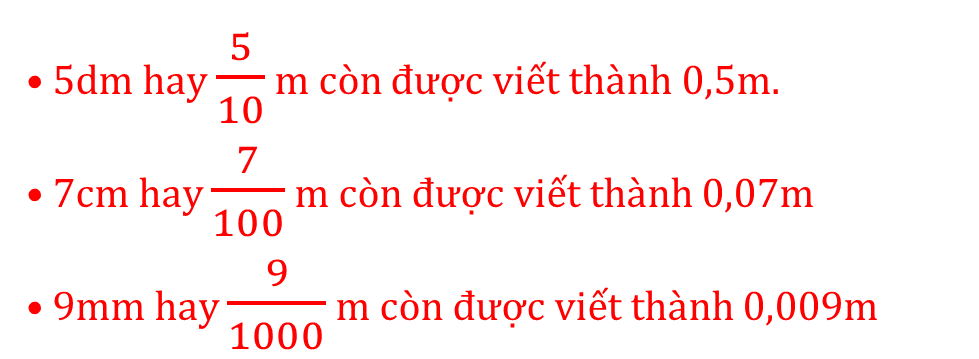 • 5dm hay 5/10 m còn được viết thành 0,5m.
• 7cm hay 7/100 m còn được viết thành 0,07m
• 9mm hay 9/1000 m còn được viết thành 0,009m